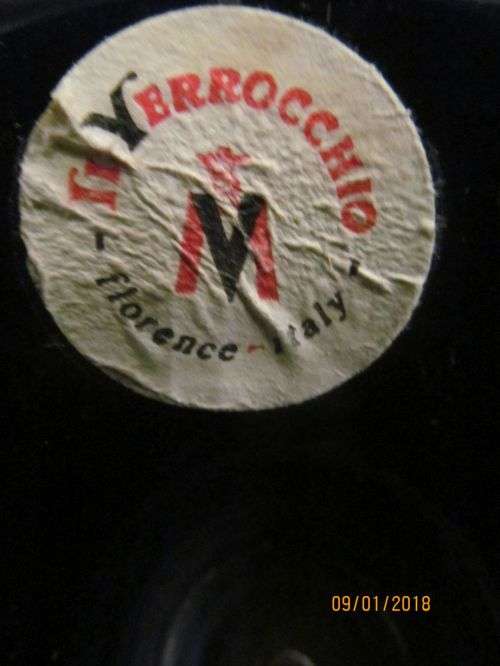 Il VERROCCHIO
M
- florence - italy -
09/01/2018